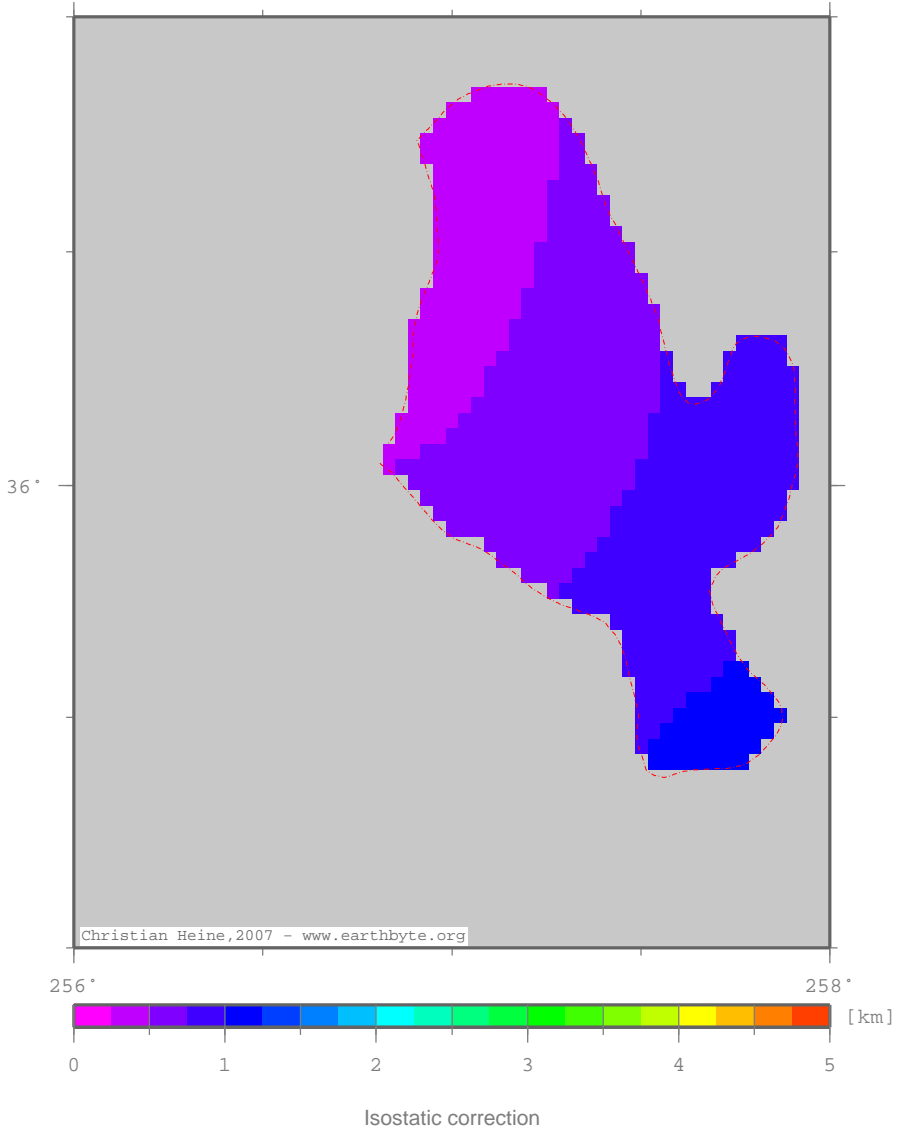 36°
Christian Heine,2007 - www.earthbyte.org
256° 258°
[km]
0 1 2 3 4 5
Isostatic correction